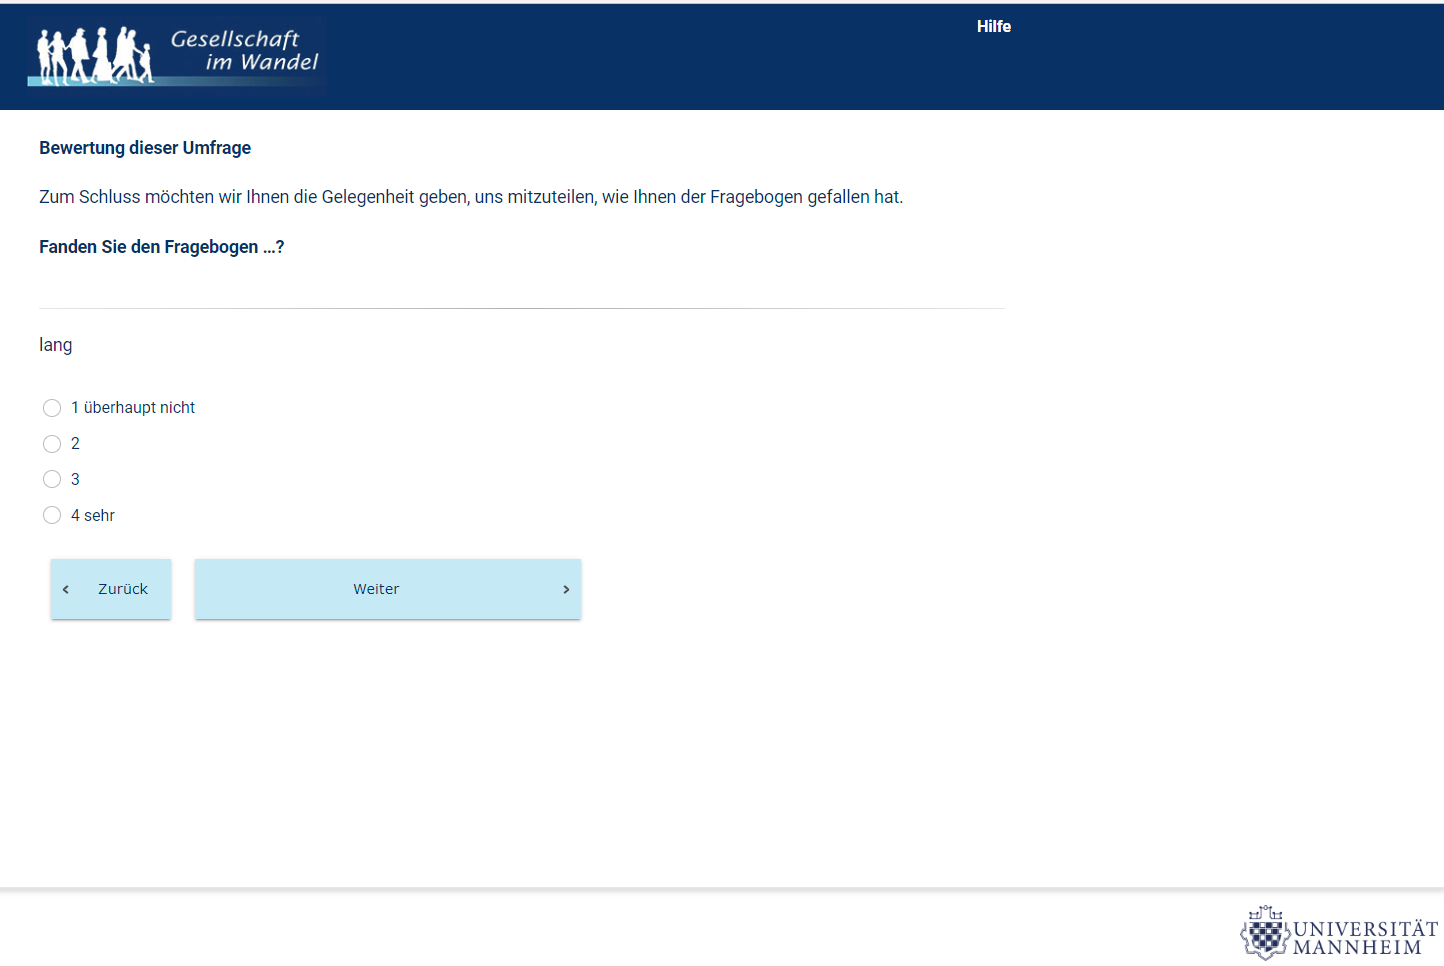 Gesellschaft
im Wandel
Hilfe
Bewertung dieser Umfrage
Zum Schluss möchten wir Ihnen die Gelegenheit geben, uns mitzuteilen, wie Ihnen der Fragebogen gefallen hat.
Fanden Sie den Fragebogen ...?
lang
1 überhaupt nicht
2
3
4 sehr
Zurück
Weiter
UNIVERSITÄT
MANNHEIM